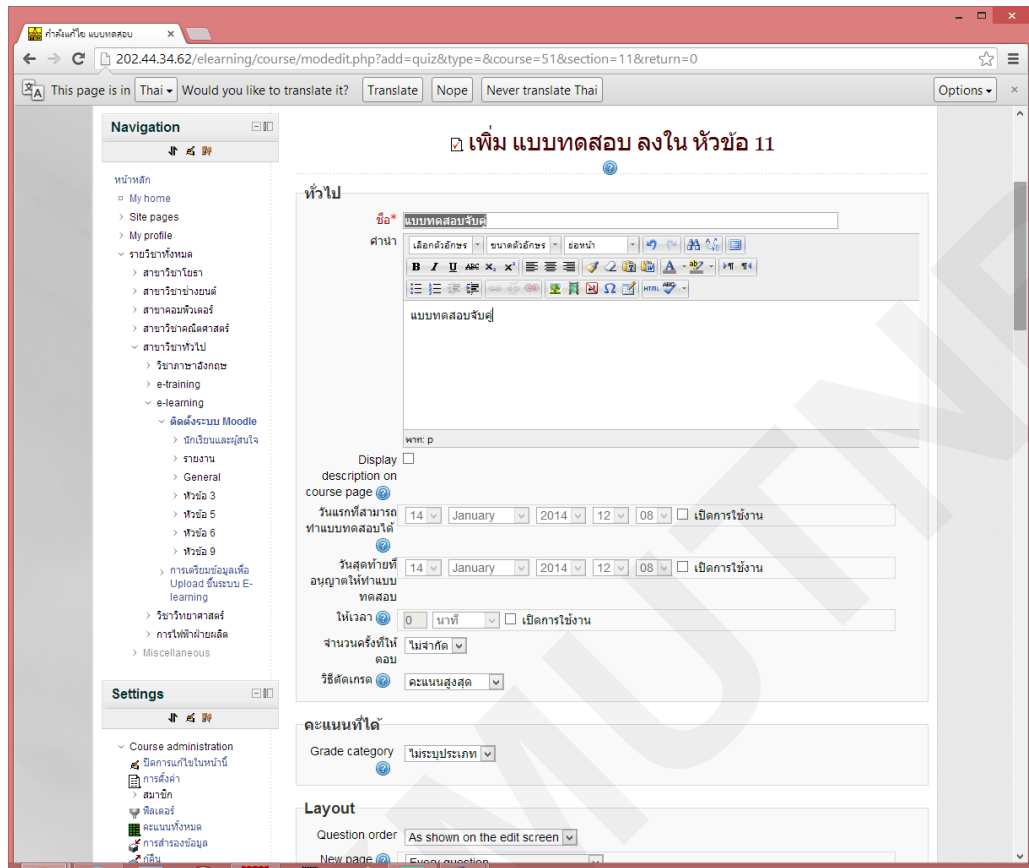 กำลังแก้ไข แบบทดสอบ
202.44.34.62/elearning/course/modedit.php?add=quiz&type=&course=51&section=11&return=0
This page is in Thai Would you like to translate it? Translate Nope Never translate Thai Options
Navigation
หน้าหลัก
My home
Site pages
My profile
รายวิชาทั้งหมด
สาขาวิชาโยธา
สาขาวิชาช่างยนต์
สาขาคอมพิวเตอร์
สาขาวิชาคณิตศาสตร์
สาขาวิชาทั่วไป
วิชาภาษาอังกฤษ
e-training
e-learning
ติดตั้งระบบ Moodle
นักเรียนและผู้สนใจ
รายงาน
General
หัวข้อ 3
หัวข้อ 5
หัวข้อ 6
หัวข้อ 9
การเตรียมข้อมูลเพื่อ
Upload ขึ้นระบบ E-
learning
วิชาวิทยาศาสตร์
การไฟฟ้าฝ่ายผลิต
Miscellaneous
Settings
Course administration
ปิดการแก้ไขในหน้านี้
การตั้งค่า
สมาชิก
ฟิลเตอร์
คะแนนทั้งหมด
การสำรองข้อมูล
กู้คืน
เพิ่ม แบบทดสอบ ลงใน หัวข้อ 11
ทั่วไป
ชื่อ* แบบทดสอบจับคู่
คำนำ เลือกตัวอักษร ขนาดตัวอักษร ย่อหน้า
B I U ABC x₂ x² A ab
Ω HTML ABC
แบบทดสอบจับคู่
พาท: p
Display
description on
course page
วันแรกที่สามารถ
ทำแบบทดสอบได้
14 January 2014 12 08 เปิดการใช้งาน
วันสุดท้ายที่
อนุญาตให้ทำแบบ
ทดสอบ
14 January 2014 12 08 เปิดการใช้งาน
ให้เวลา 0 นาที เปิดการใช้งาน
จำนวนครั้งที่ให้
ตอบ
ไม่จำกัด
วิธีตัดเกรด คะแนนสูงสุด
คะแนนที่ได้
Grade category ไม่ระบุประเภท
Layout
Question order As shown on the edit screen
New page Every question